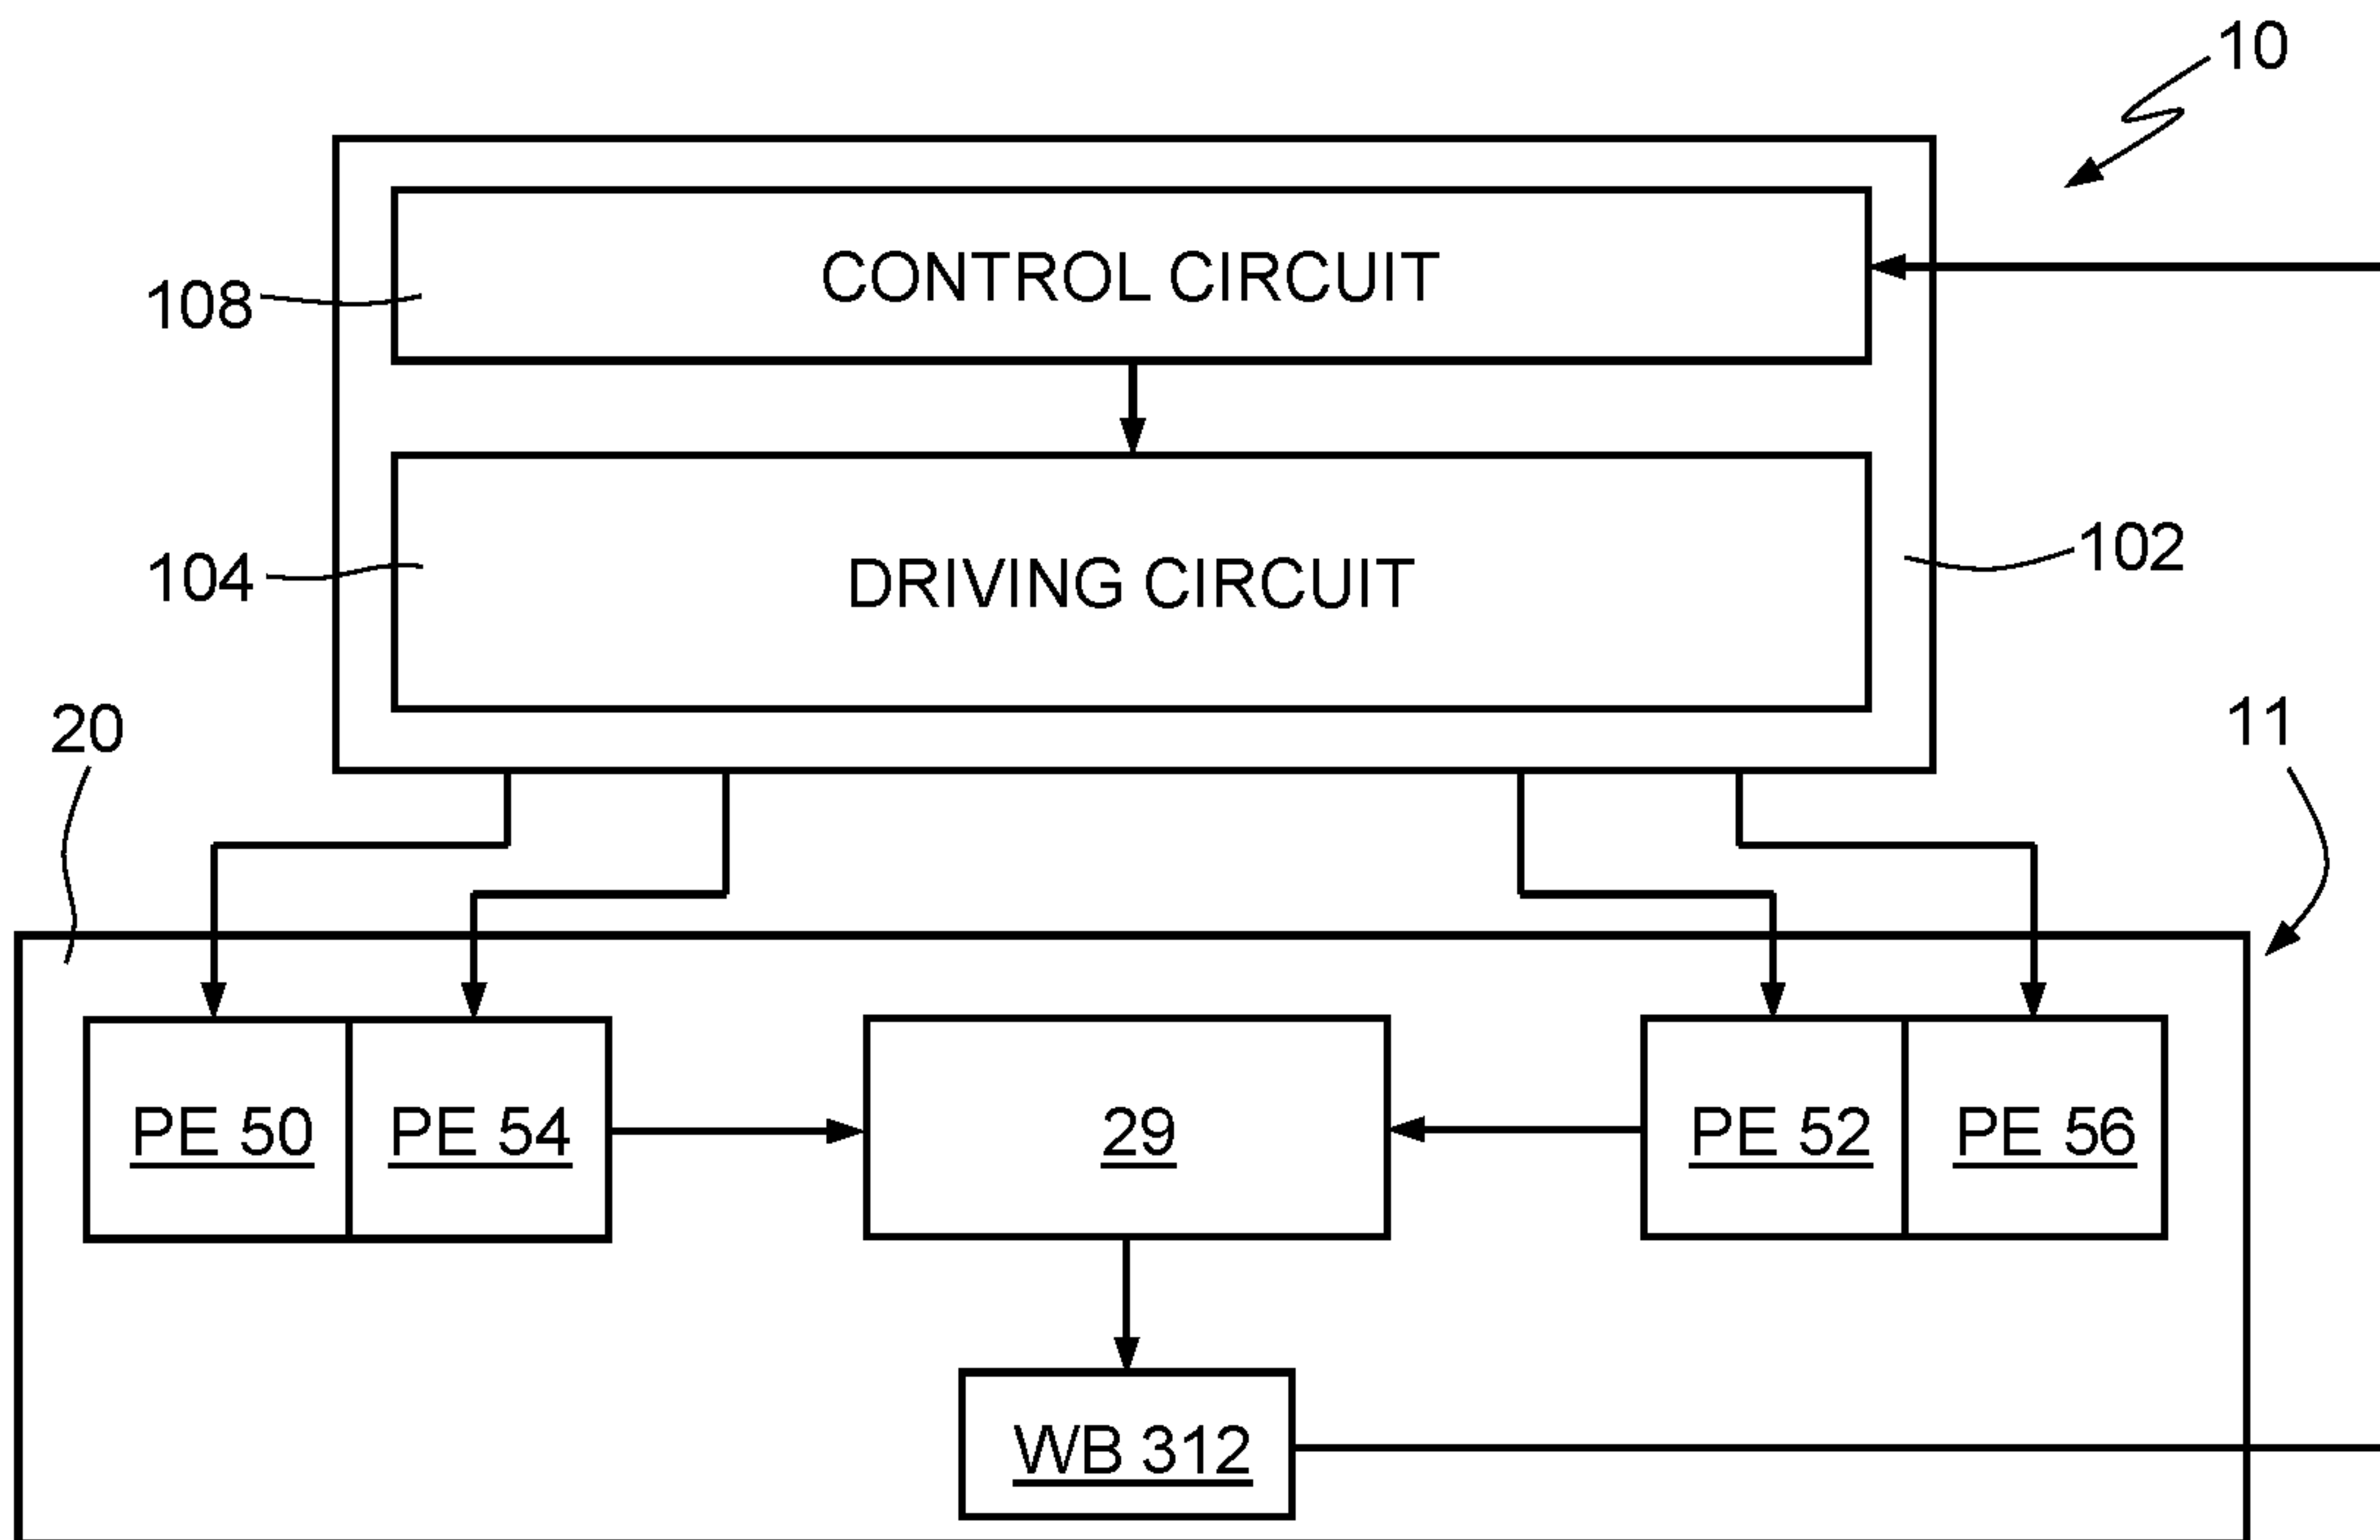 10
CONTROL CIRCUIT
108
DRIVING CIRCUIT
104
102
20
11
PE 50
PE 54
29
PE 52
PE 56
WB 312